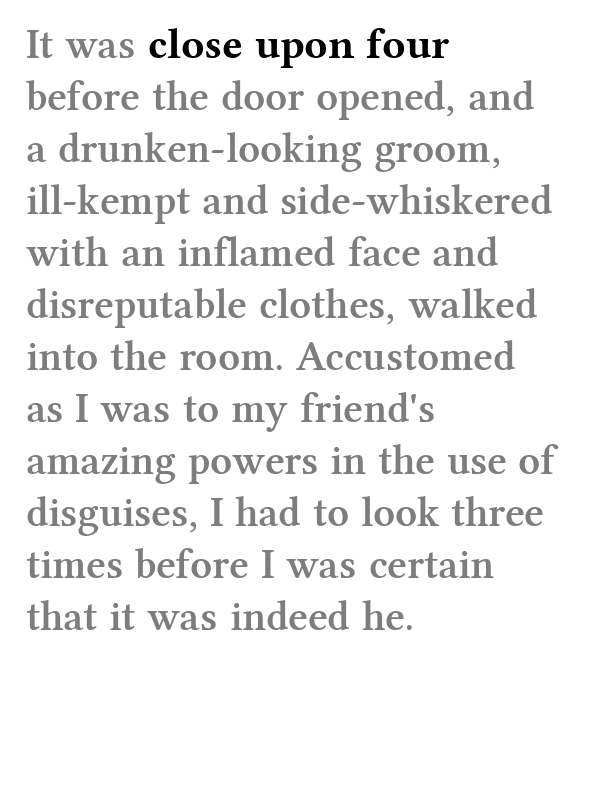 It was close upon four
before the door opened, and
a drunken-looking groom,
ill-kempt and side-whiskered
with an inflamed face and
disreputable clothes, walked
into the room. Accustomed
as I was to my friend's
amazing powers in the use of
disguises, I had to look three
times before I was certain
that it was indeed he.